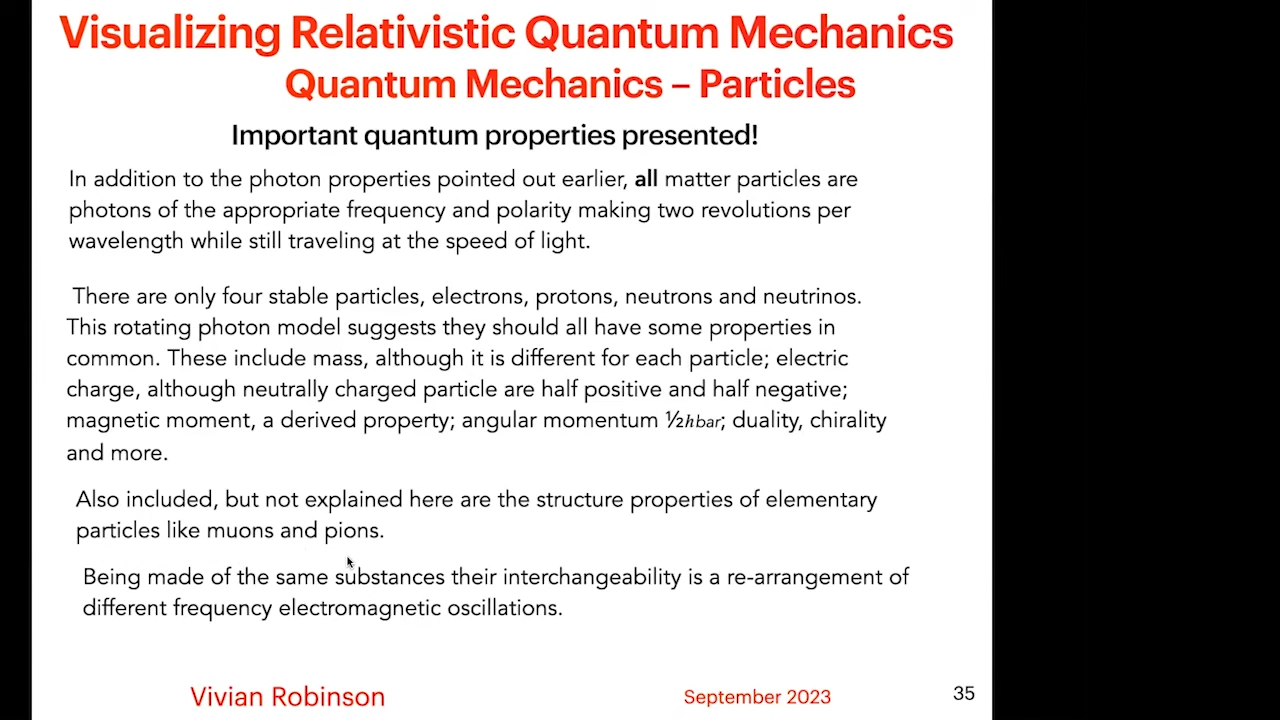 Visualizing Relativistic Quantum Mechanics
Quantum Mechanics – Particles
Important quantum properties presented!
In addition to the photon properties pointed out earlier, all matter particles are
photons of the appropriate frequency and polarity making two revolutions per
wavelength while still traveling at the speed of light.
There are only four stable particles, electrons, protons, neutrons and neutrinos.
This rotating photon model suggests they should all have some properties in
common. These include mass, although it is different for each particle; electric
charge, although neutrally charged particle are half positive and half negative;
magnetic moment, a derived property; angular momentum ½hbar; duality, chirality
and more.
Also included, but not explained here are the structure properties of elementary
particles like muons and pions.
Being made of the same substances their interchangeability is a re-arrangement of
different frequency electromagnetic oscillations.
Vivian Robinson
September 2023
35